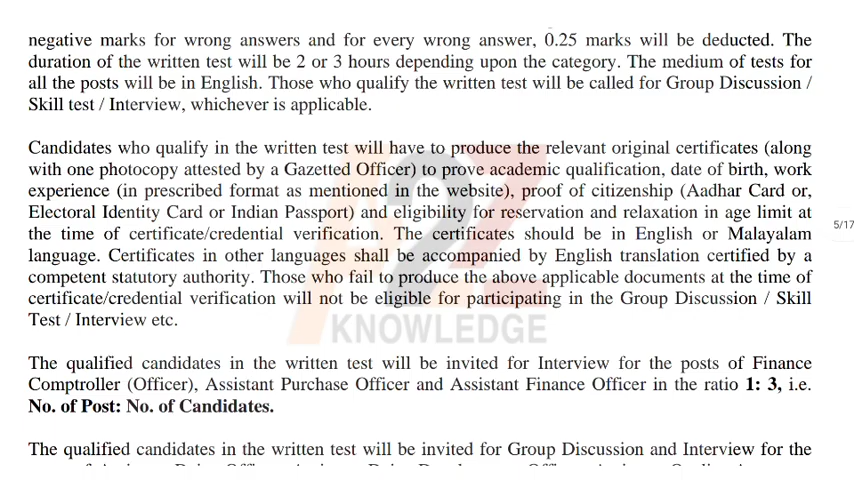 negative marks for wrong answers and for every wrong answer, 0.25 marks will be deducted. The
duration of the written test will be 2 or 3 hours depending upon the category. The medium of tests for
all the posts will be in English. Those who qualify the written test will be called for Group Discussion /
Skill test / Interview, whichever is applicable.
Candidates who qualify in the written test will have to produce the relevant original certificates (along
with one photocopy attested by a Gazetted Officer) to prove academic qualification, date of birth, work
experience (in prescribed format as mentioned in the website), proof of citizenship (Aadhar Card or,
Electoral Identity Card or Indian Passport) and eligibility for reservation and relaxation in age limit at
the time of certificate/credential verification. The certificates should be in English or Malayalam
language. Certificates in other languages shall be accompanied by English translation certified by a
competent statutory authority. Those who fail to produce the above applicable documents at the time of
certificate/credential verification will not be eligible for participating in the Group Discussion / Skill
Test / Interview etc.
The qualified candidates in the written test will be invited for Interview for the posts of Finance
Comptroller (Officer), Assistant Purchase Officer and Assistant Finance Officer in the ratio 1: 3, i.e.
No. of Post: No. of Candidates.
The qualified candidates in the written test will be invited for Group Discussion and Interview for the
5/17
A2Z
KNOWLEDGE